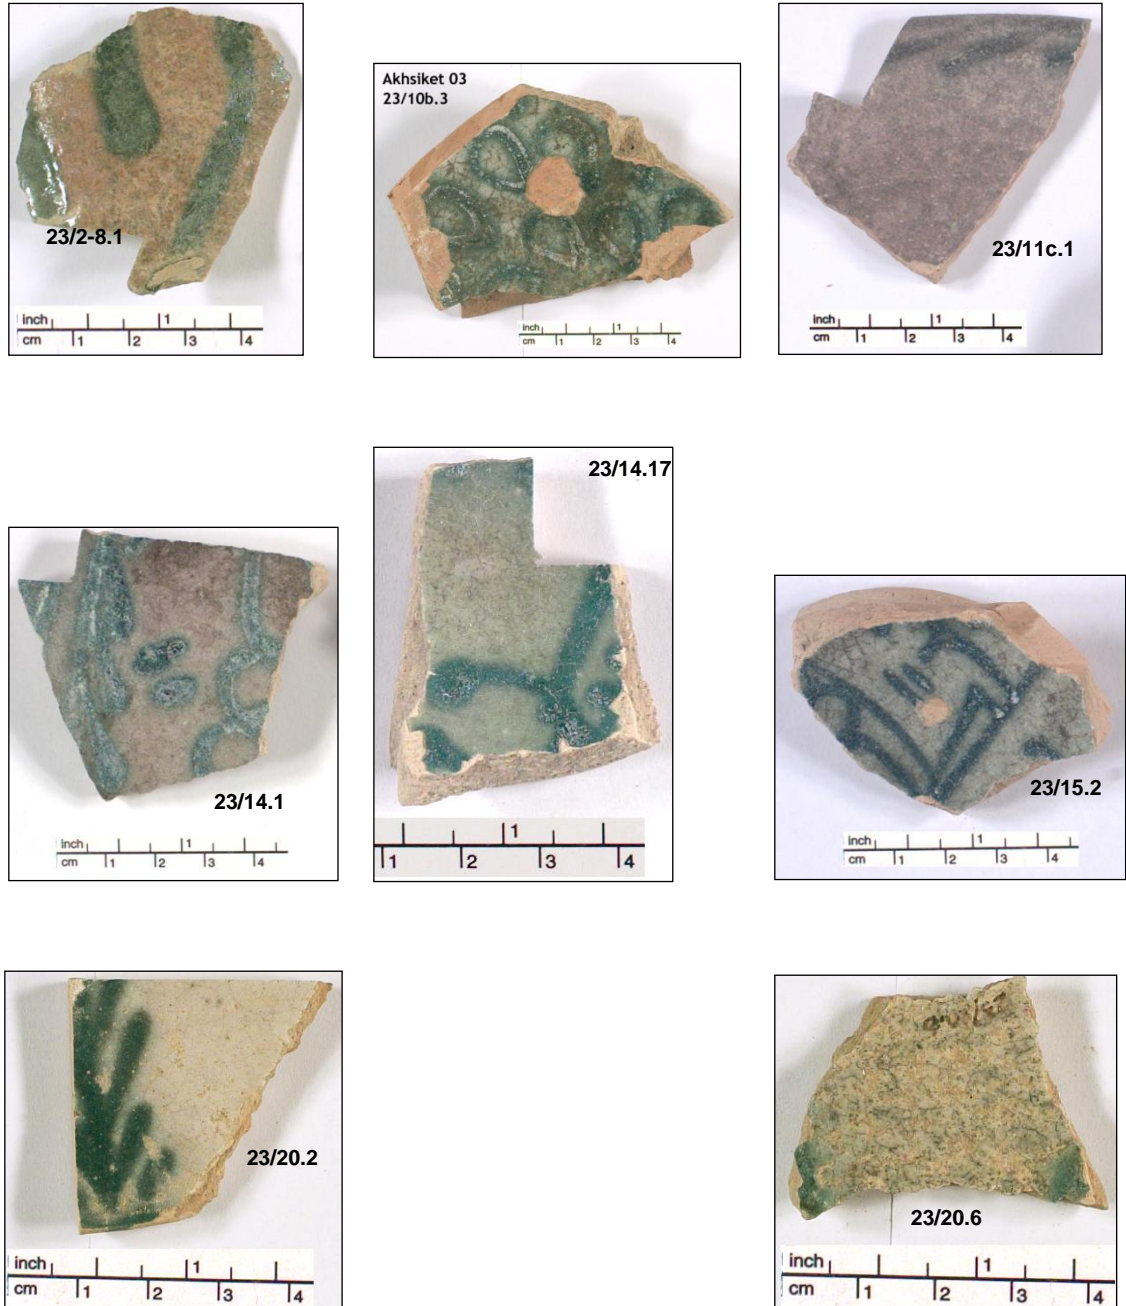 23/2-8.1
inch 1
cm 1 2 3 4
Akhsiket 03
23/10b.3
inch 1
cm 1 2 3 4
23/11c.1
inch 1
cm 1 2 3 4
23/14.1
inch 1
cm 1 2 3 4
23/14.17
1
1 2 3 4
23/15.2
inch 1
cm 1 2 3 4
23/20.2
inch 1
cm 1 2 3 4
23/20.6
inch 1
cm 1 2 3 4